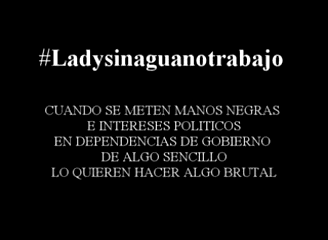 #Ladysinaguanotrabajo
CUANDO SE METEN MANOS NEGRAS
E INTERESES POLITICOS
EN DEPENDENCIAS DE GOBIERNO
DE ALGO SENCILLO
LO QUIEREN HACER ALGO BRUTAL